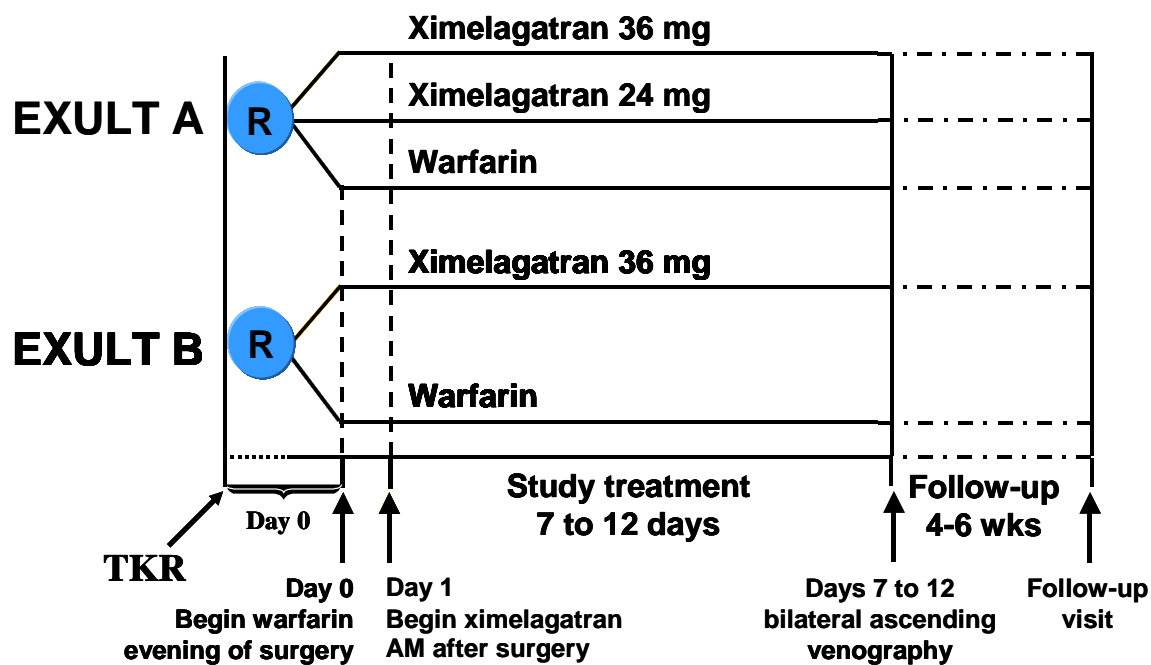 Ximelagatran 36 mg
EXULT A
R
Ximelagatran 24 mg
Warfarin
Ximelagatran 36 mg
EXULT B
R
Warfarin
Study treatment
7 to 12 days
Follow-up
4-6 wks
Day 0
TKR
Day 0
Begin warfarin
evening of surgery
Day 1
Begin ximelagatran
AM after surgery
Days 7 to 12
bilateral ascending
venography
Follow-up
visit